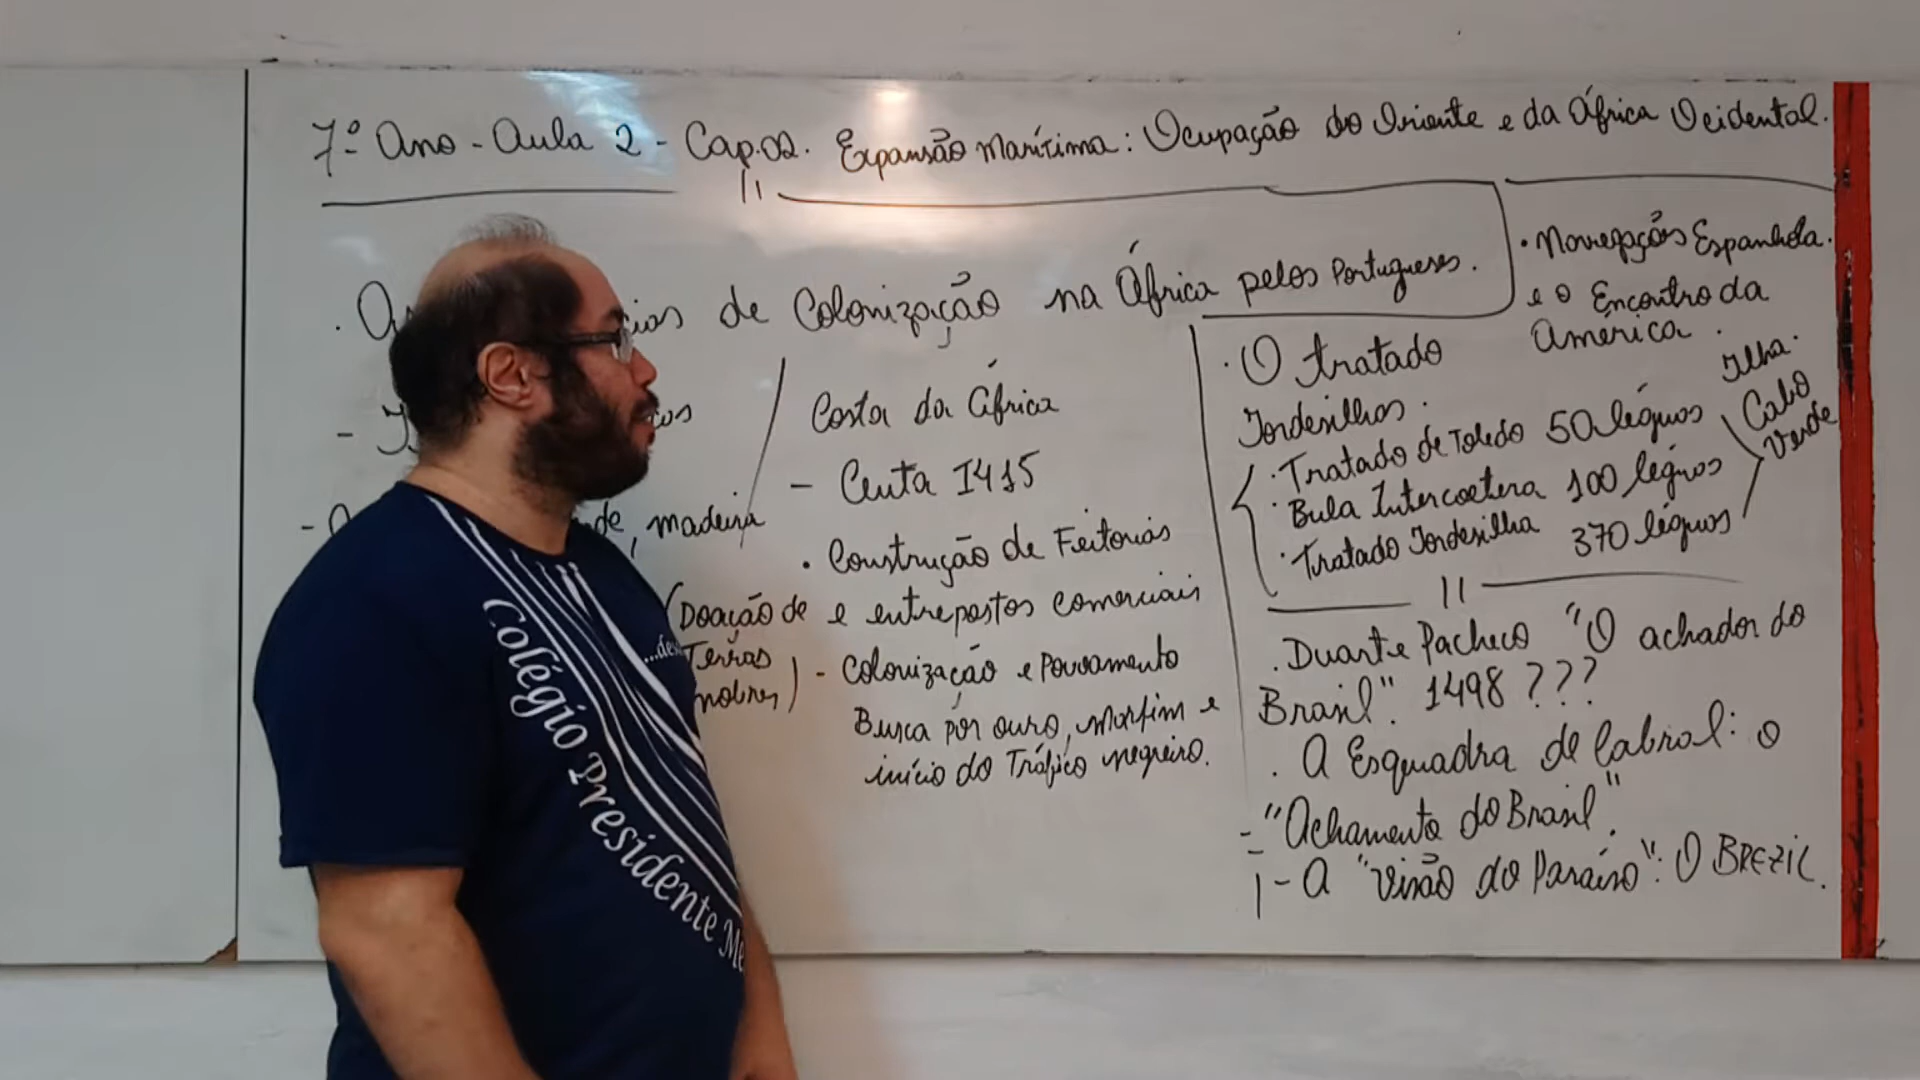 7º Ano - Aula 2 - Cap.02. Expansão Marítima: Ocupação do Oriente e da África Ocidental.
de Colonização na África pelos Portugueses.
madeira
(Doação de
Terras
nobres)
Costa da África
- Ceuta 1415
• Construção de Feitorias
e entrepostos comerciais
- Colonização e Povoamento
Busca por ouro, marfim e
início do Tráfico negreiro.
• Navegações Espanhola.
e o Encontro da
América.
• O tratado
Tordesilhas.
• Tratado de Toledo 50 léguas
• Bula Intercoetera 100 léguas
• Tratado Tordesilha 370 léguas
Ilha.
Cabo
Verde
• Duarte Pacheco "O achador do
Brasil". 1498 ???
• A Esquadra de Cabral: o
- "Achamento do Brasil".
- A "visão do Paraíso": O BREZIL.
Colégio Presidente Me